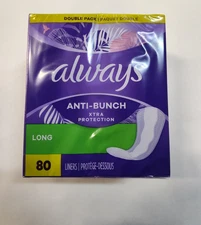 DOUBLE PACK | PAQUET DOUBLE
always
ANTI-BUNCH
XTRA
PROTECTION
LONG
80
LINERS | PROTÈGE-DESSOUS